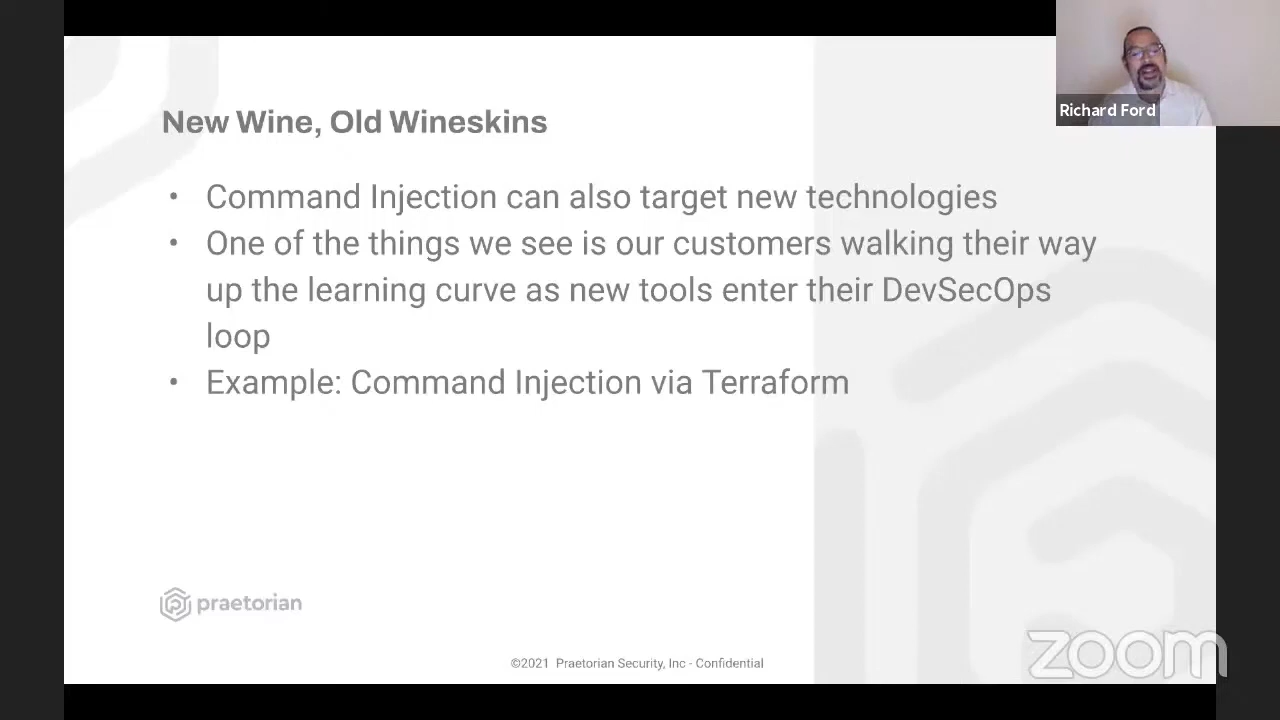 Richard Ford
New Wine, Old Wineskins
• Command Injection can also target new technologies
• One of the things we see is our customers walking their way
up the learning curve as new tools enter their DevSecOps
loop
• Example: Command Injection via Terraform
praetorian
©2021 Praetorian Security, Inc - Confidential
zoom